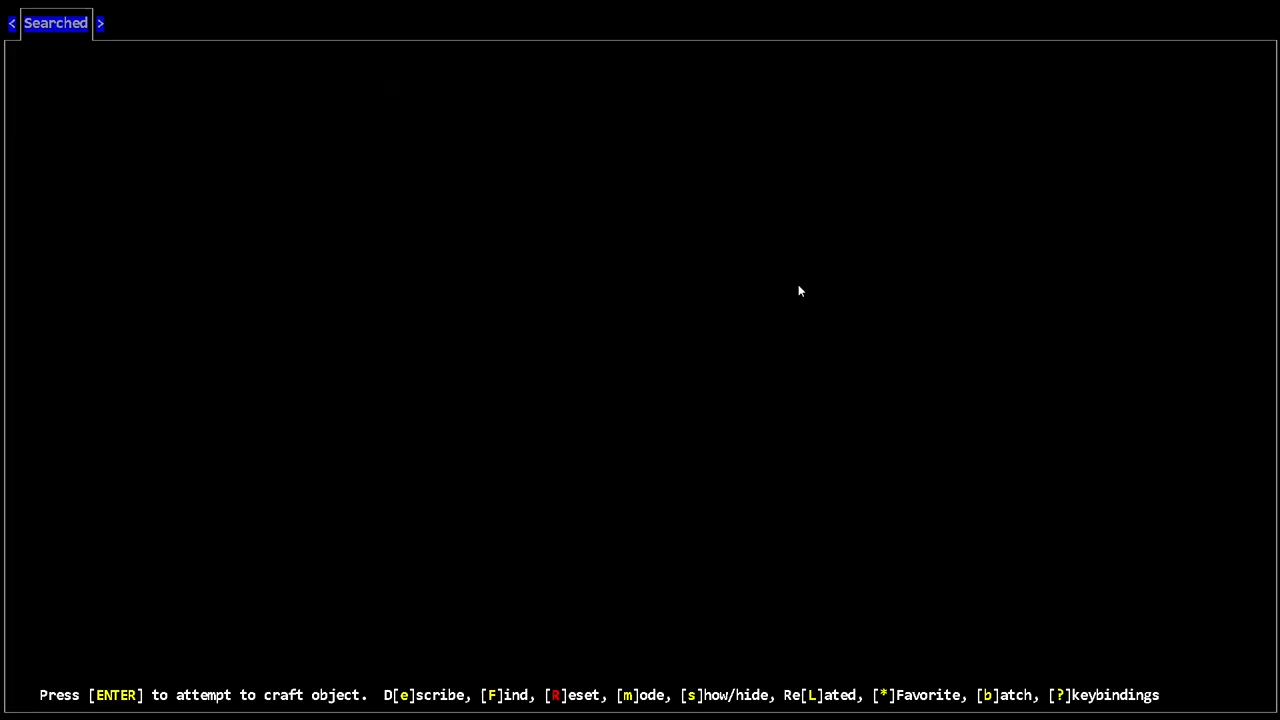 < Searched >
Press [ENTER] to attempt to craft object.  D[e]scribe, [F]ind, [R]eset, [m]ode, [s]how/hide, Re[L]ated, [*]Favorite, [b]atch, [?]keybindings